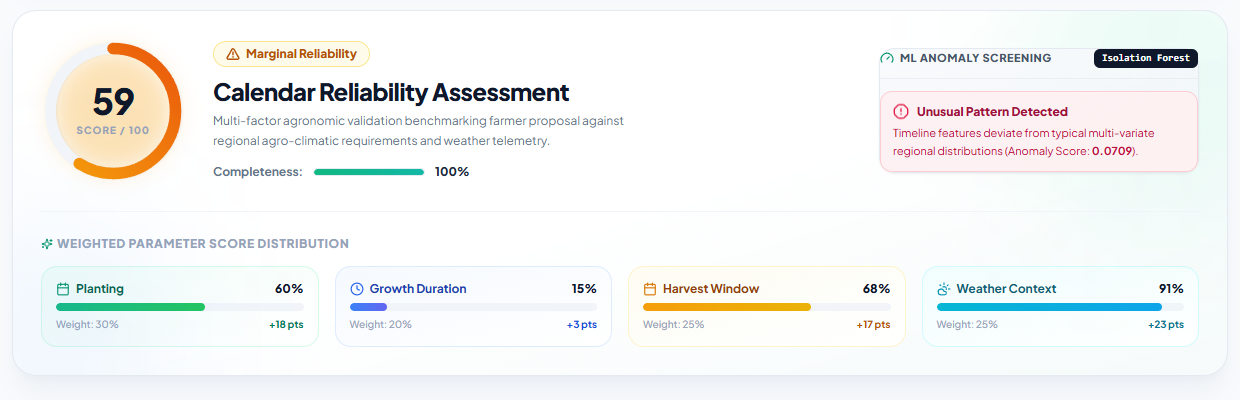 59
SCORE / 100
Marginal Reliability
Calendar Reliability Assessment
Multi-factor agronomic validation benchmarking farmer proposal against
regional agro-climatic requirements and weather telemetry.
Completeness: 100%
ML ANOMALY SCREENING
Isolation Forest
Unusual Pattern Detected
Timeline features deviate from typical multi-variate
regional distributions (Anomaly Score: 0.0709).
WEIGHTED PARAMETER SCORE DISTRIBUTION
Planting 60%
Weight: 30% +18 pts
Growth Duration 15%
Weight: 20% +3 pts
Harvest Window 68%
Weight: 25% +17 pts
Weather Context 91%
Weight: 25% +23 pts